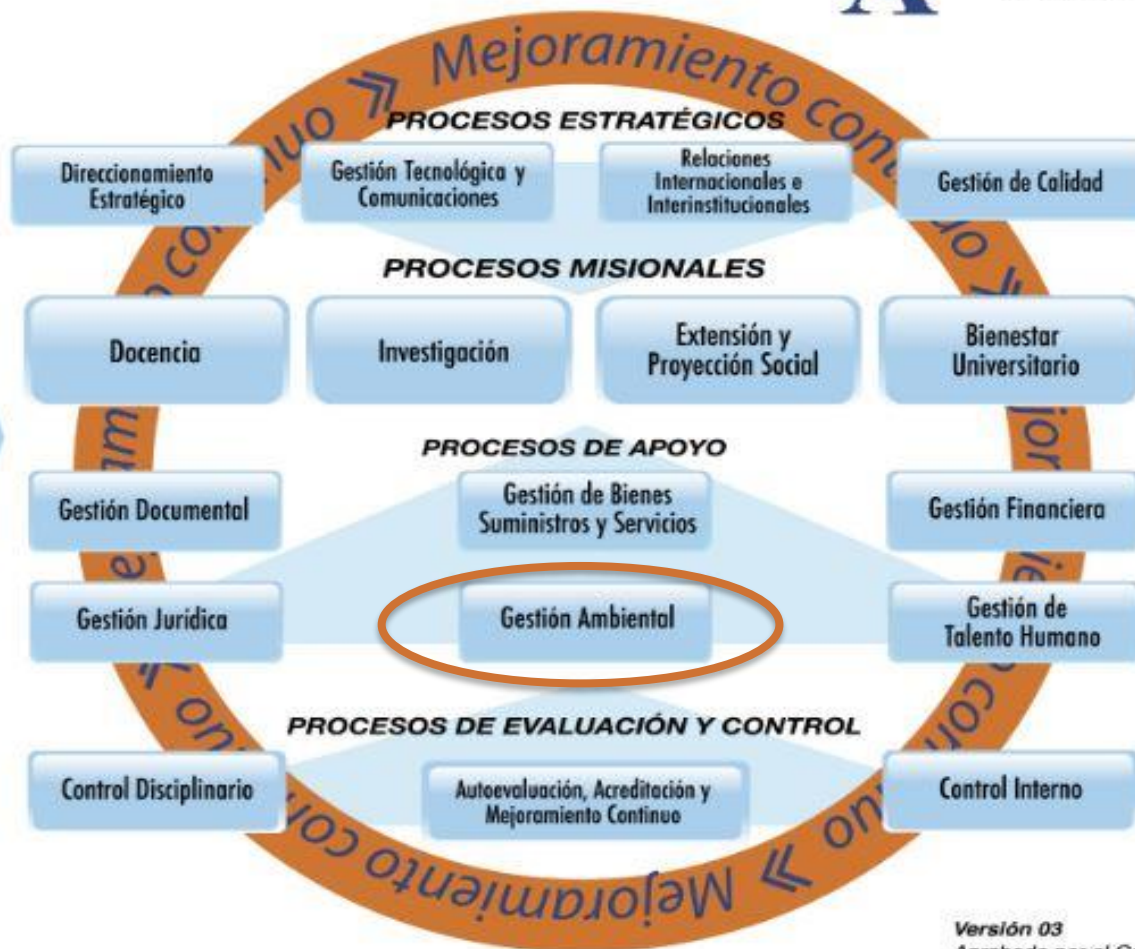 A
Mejoramiento continuo
PROCESOS ESTRATÉGICOS
Direccionamiento
Estratégico
Gestión Tecnológica y
Comunicaciones
Relaciones
Internacionales e
Interinstitucionales
Gestión de Calidad
PROCESOS MISIONALES
Docencia
Investigación
Extensión y
Proyección Social
Bienestar
Universitario
PROCESOS DE APOYO
Gestión Documental
Gestión de Bienes
Suministros y Servicios
Gestión Financiera
Gestión Jurídica
Gestión Ambiental
Gestión de
Talento Humano
PROCESOS DE EVALUACIÓN Y CONTROL
Control Disciplinario
Autoevaluación, Acreditación y
Mejoramiento Continuo
Control Interno
Mejoramiento
Versión 03